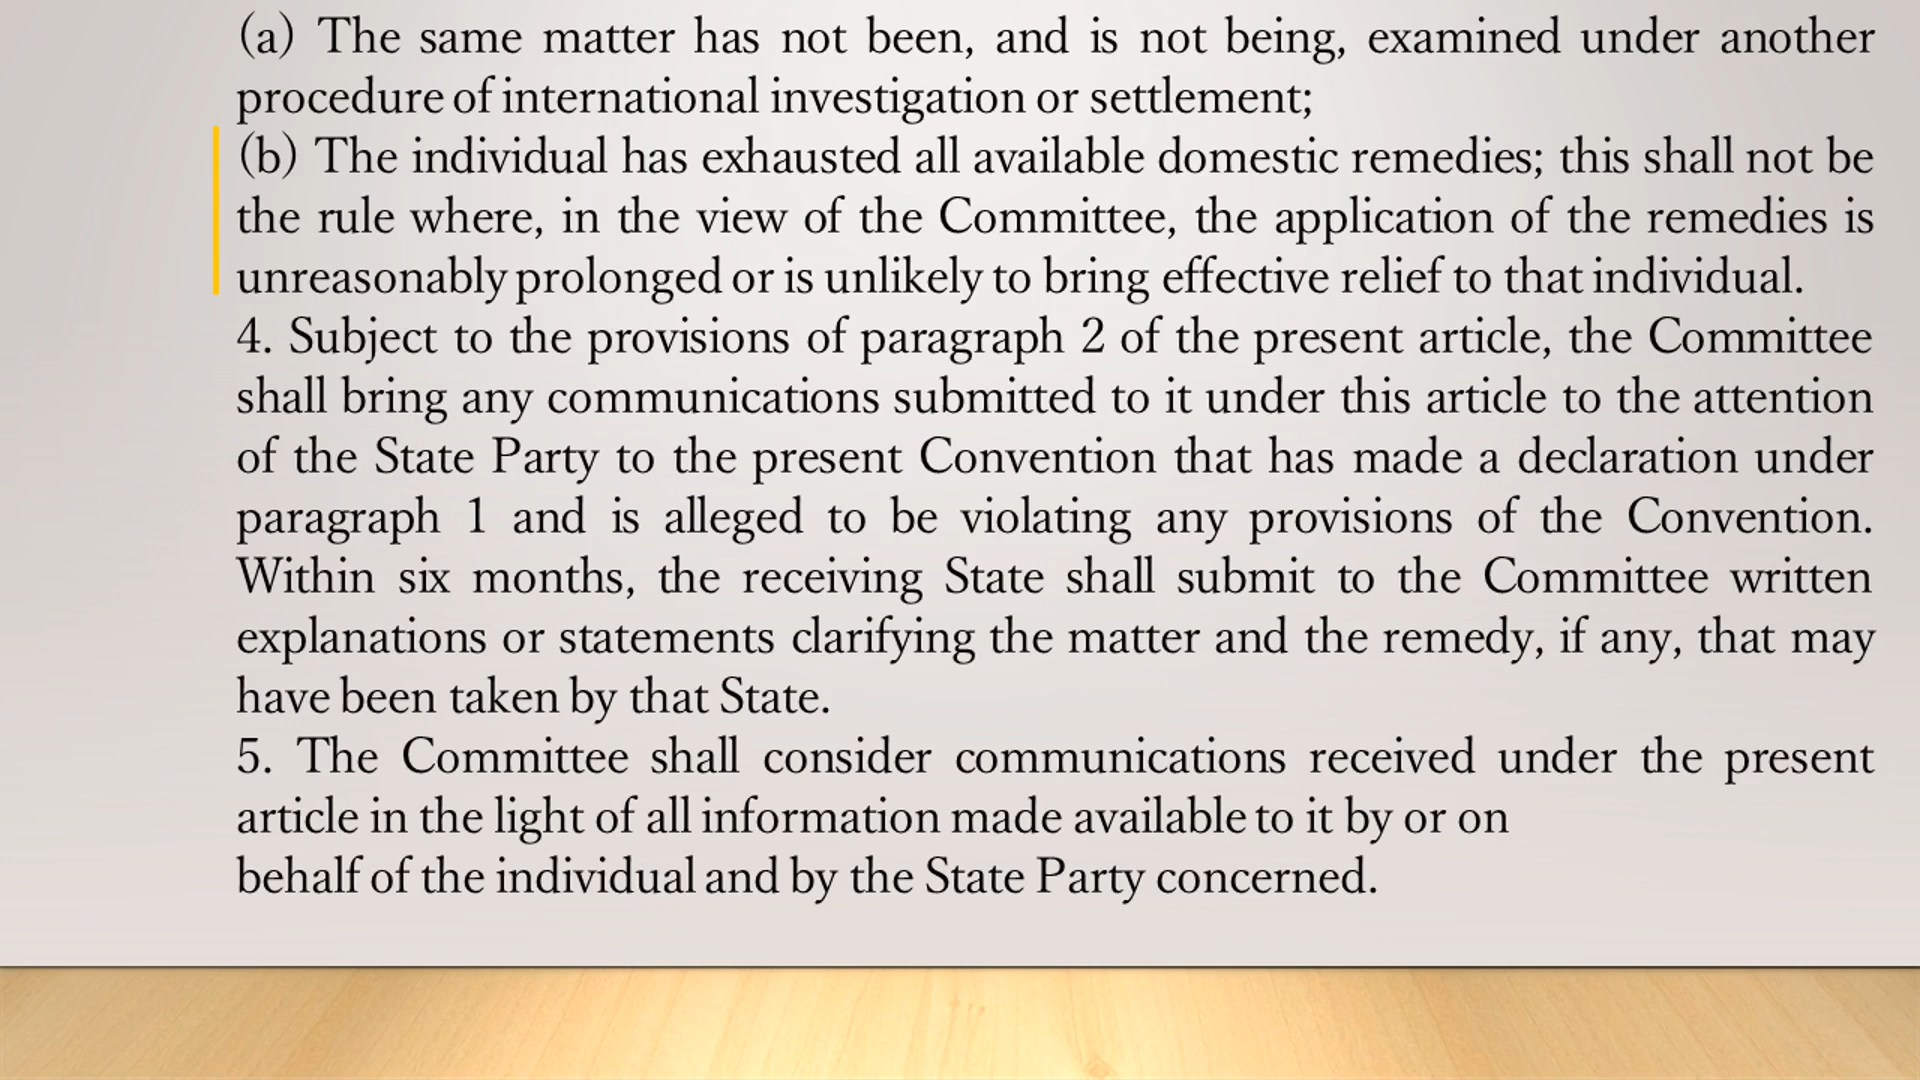 (a) The same matter has not been, and is not being, examined under another
procedure of international investigation or settlement;
(b) The individual has exhausted all available domestic remedies; this shall not be
the rule where, in the view of the Committee, the application of the remedies is
unreasonably prolonged or is unlikely to bring effective relief to that individual.
4. Subject to the provisions of paragraph 2 of the present article, the Committee
shall bring any communications submitted to it under this article to the attention
of the State Party to the present Convention that has made a declaration under
paragraph 1 and is alleged to be violating any provisions of the Convention.
Within six months, the receiving State shall submit to the Committee written
explanations or statements clarifying the matter and the remedy, if any, that may
have been taken by that State.
5. The Committee shall consider communications received under the present
article in the light of all information made available to it by or on
behalf of the individual and by the State Party concerned.